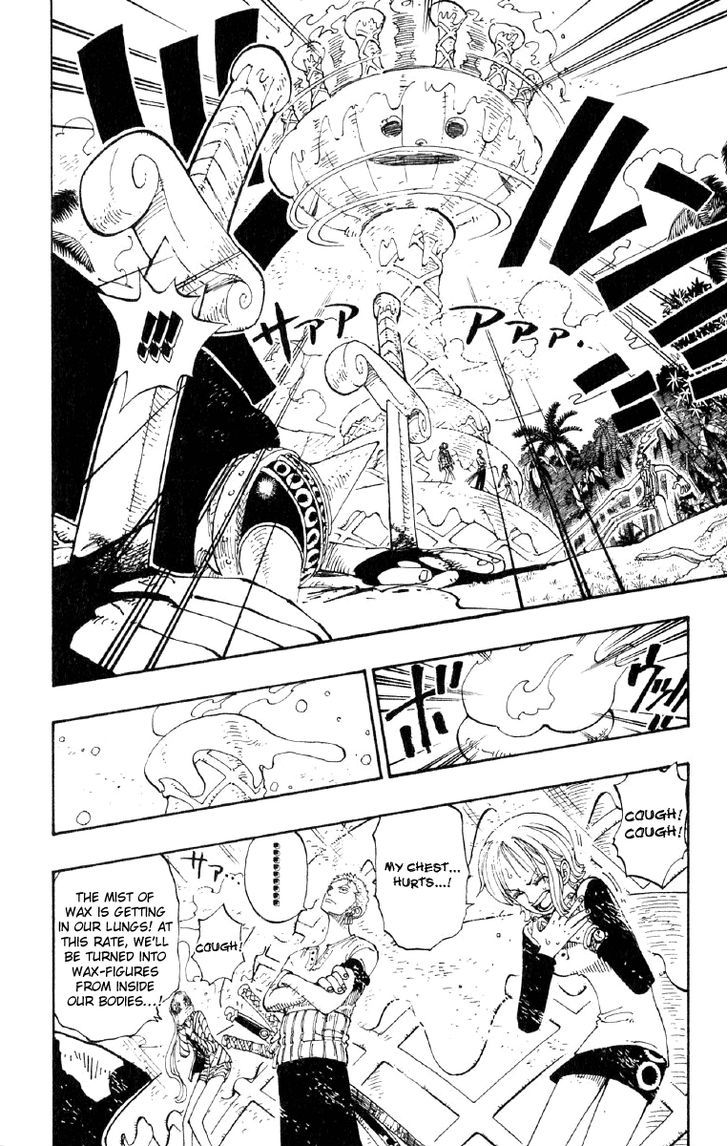 !!!
ルー
サァァ
アァァ.
ボ
ウッ!!
COUGH!
COUGH!
MY CHEST...
HURTS...!
サァ...
COUGH!
THE MIST OF
WAX IS GETTING
IN OUR LUNGS! AT
THIS RATE, WE'LL
BE TURNED INTO
WAX-FIGURES
FROM INSIDE
OUR BODIES...!